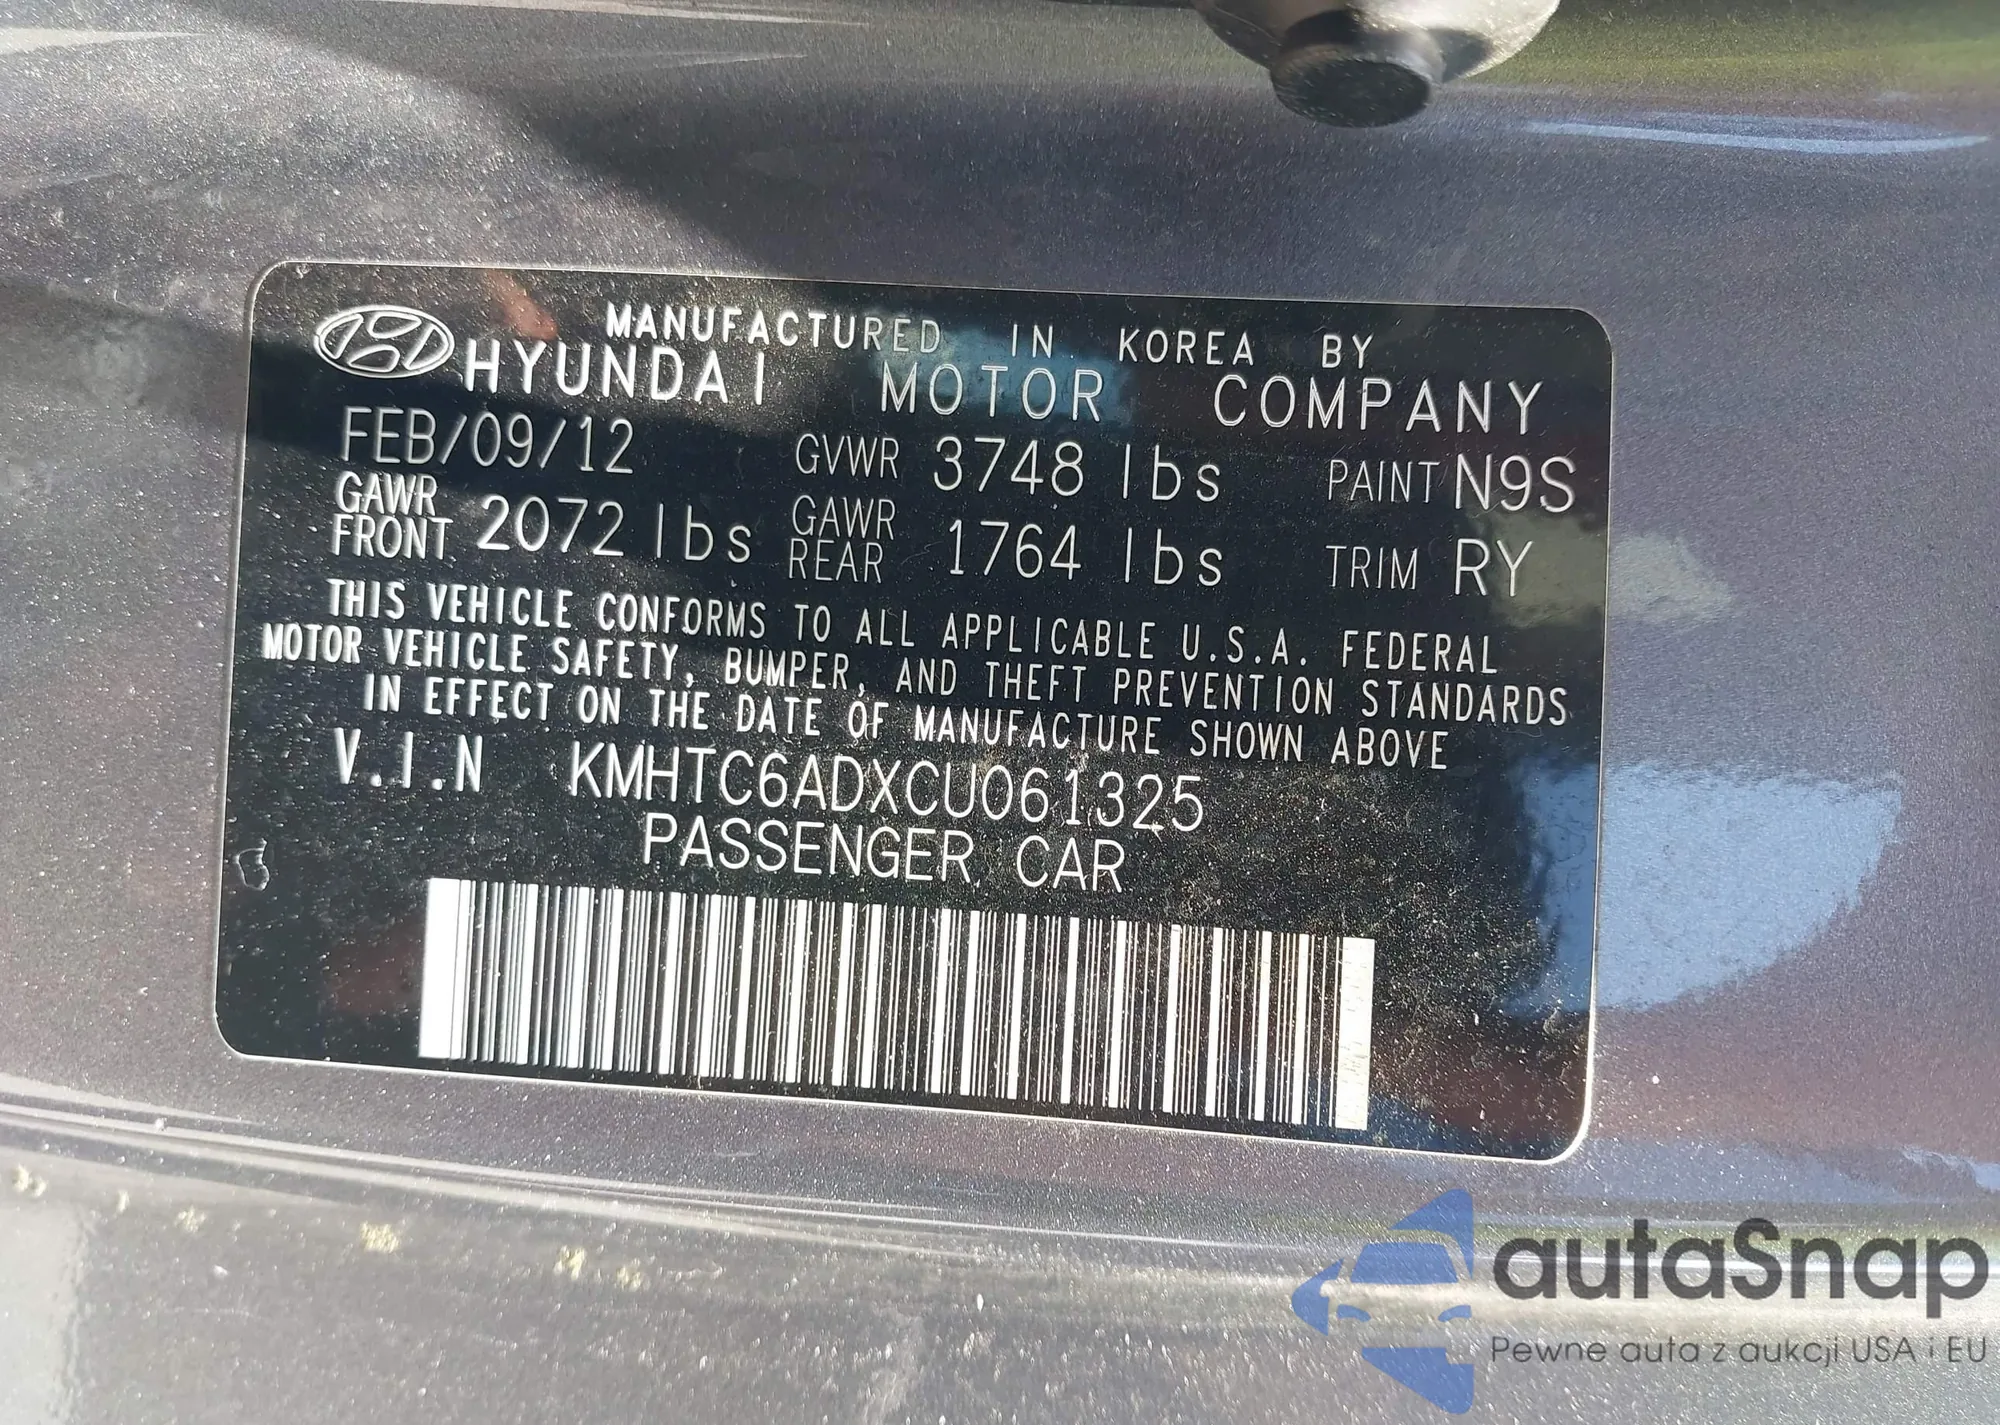 MANUFACTURED IN KOREA BY
HYUNDAI MOTOR COMPANY
FEB/09/12 GVWR 3748 lbs PAINT N9S
GAWR FRONT 2072 lbs GAWR REAR 1764 lbs TRIM RY
THIS VEHICLE CONFORMS TO ALL APPLICABLE U.S.A. FEDERAL
MOTOR VEHICLE SAFETY, BUMPER, AND THEFT PREVENTION STANDARDS
IN EFFECT ON THE DATE OF MANUFACTURE SHOWN ABOVE
V.I.N KMHTC6ADXCU061325
PASSENGER CAR
autaSnap
Pewne auta z aukcji USA i EU